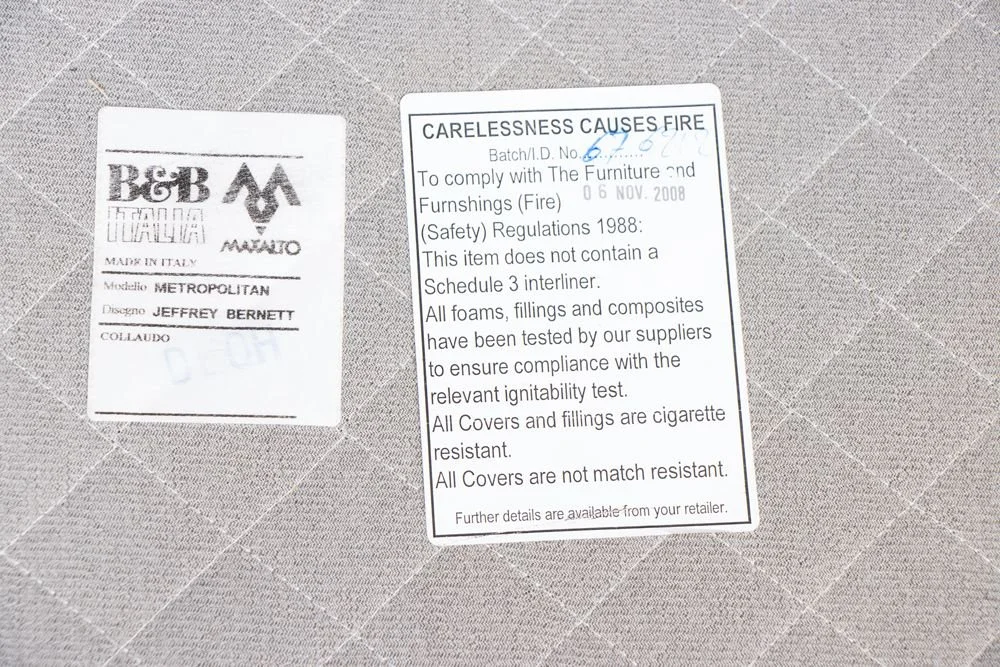 B&B
ITALIA
MAXALTO
MADE IN ITALY
Modello METROPOLITAN
Disegno JEFFREY BERNETT
COLLAUDO
CARELESSNESS CAUSES FIRE
Batch/I.D. No.
To comply with The Furniture and
06 NOV. 2008
Furnshings (Fire)
(Safety) Regulations 1988:
This item does not contain a
Schedule 3 interliner.
All foams, fillings and composites
have been tested by our suppliers
to ensure compliance with the
relevant ignitability test.
All Covers and fillings are cigarette
resistant.
All Covers are not match resistant.
Further details are available from your retailer.